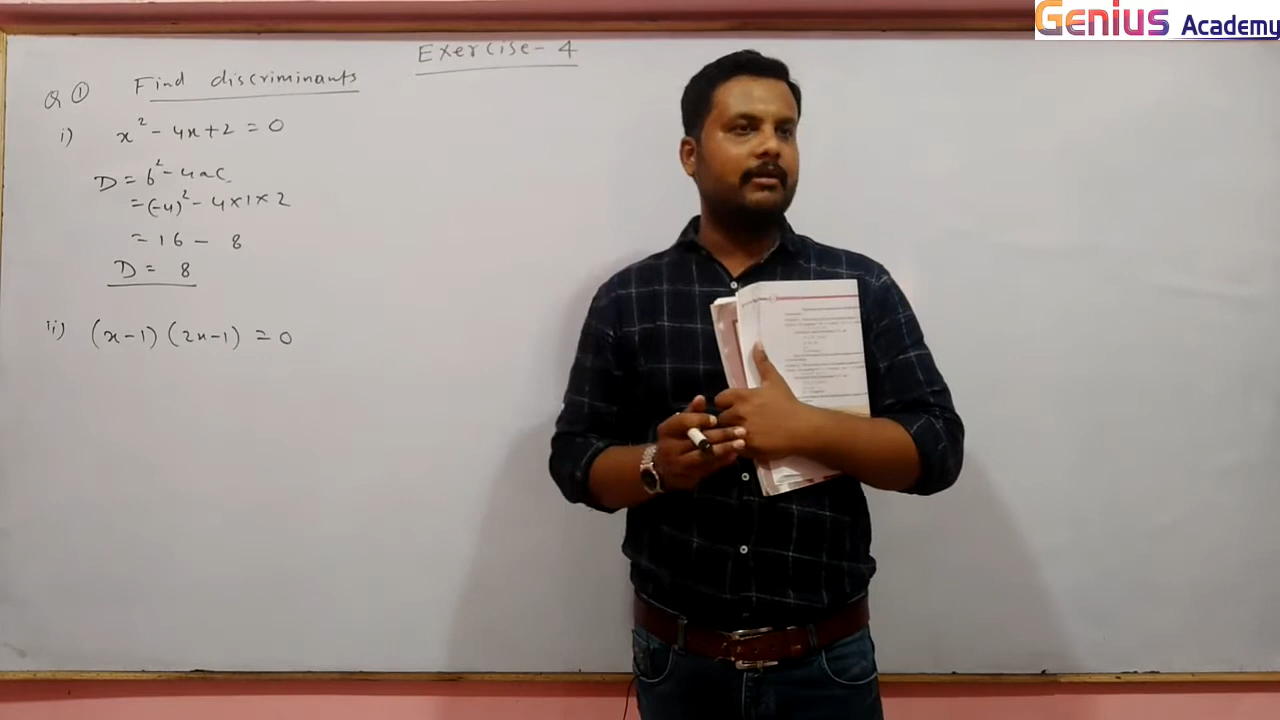 Genius Academy
Exercise-4
Q ① Find discriminants
i) x² - 4x + 2 = 0
D = b² - 4ac
= (-4)² - 4×1×2
= 16 - 8
D = 8
ii) (x-1) (2x-1) = 0